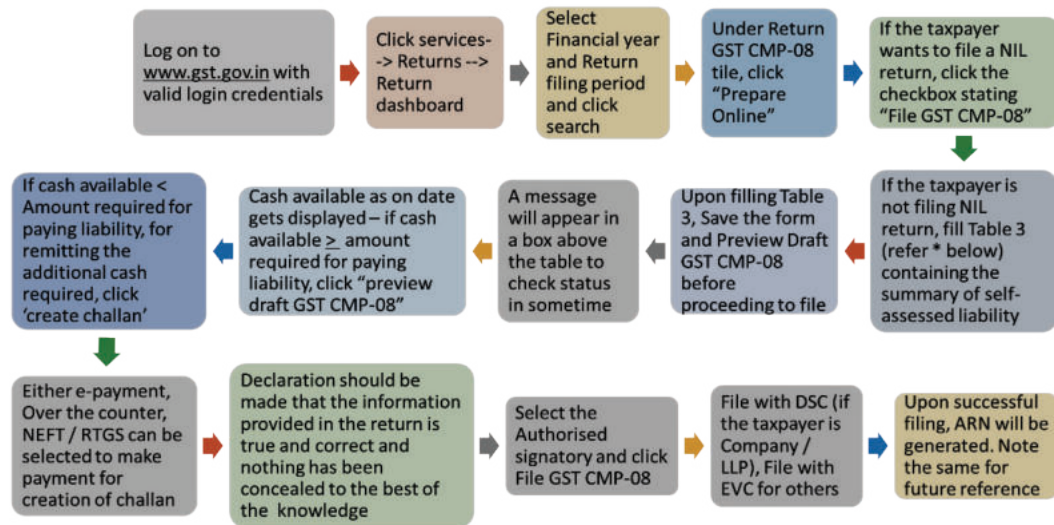 Log on to
www.gst.gov.in with
valid login credentials
Click services-
-> Returns -->
Return
dashboard
Select
Financial year
and Return
filing period
and click
search
Under Return
GST CMP-08
tile, click
“Prepare
Online”
If the taxpayer
wants to file a NIL
return, click the
checkbox stating
“File GST CMP-08”
If the taxpayer is
not filing NIL
return, fill Table 3
(refer * below)
containing the
summary of self-
assessed liability
Upon filling Table
3, Save the form
and Preview Draft
GST CMP-08
before
proceeding to file
A message
will appear in
a box above
the table to
check status
in sometime
Cash available as on date
gets displayed – if cash
available > amount
required for paying
liability, click “preview
draft GST CMP-08”
If cash available <
Amount required for
paying liability, for
remitting the
additional cash
required, click
‘create challan’
Either e-payment,
Over the counter,
NEFT / RTGS can be
selected to make
payment for
creation of challan
Declaration should be
made that the information
provided in the return is
true and correct and
nothing has been
concealed to the best of
the knowledge
Select the
Authorised
signatory and click
File GST CMP-08
File with DSC (if
the taxpayer is
Company /
LLP), File with
EVC for others
Upon successful
filing, ARN will be
generated. Note
the same for
future reference